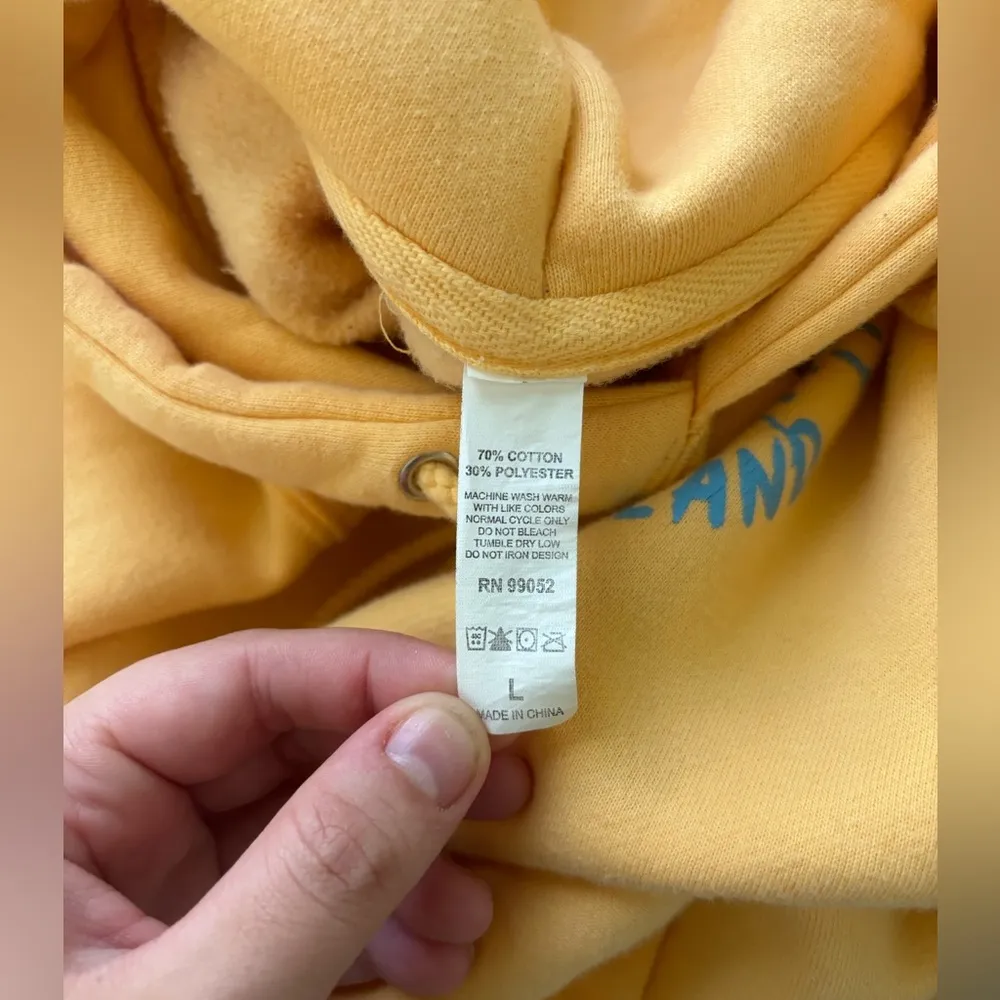 70% COTTON
30% POLYESTER
MACHINE WASH WARM
WITH LIKE COLORS
NORMAL CYCLE ONLY
DO NOT BLEACH
TUMBLE DRY LOW
DO NOT IRON DESIGN
RN 99052
40C
L
MADE IN CHINA